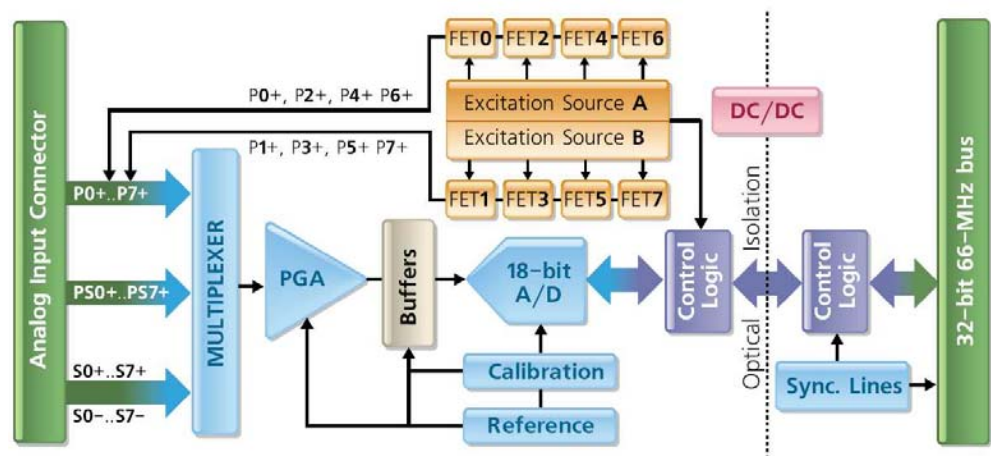 FET0 FET2 FET4 FET6
P0+, P2+, P4+ P6+
Excitation Source A
Excitation Source B
DC/DC
P1+, P3+, P5+ P7+
FET1 FET3 FET5 FET7
Analog Input Connector
P0+..P7+
PS0+..PS7+
S0+..S7+
S0-..S7-
MULTIPLEXER
PGA
Buffers
18-bit
A/D
Control
Logic
Optical Isolation
Control
Logic
32-bit 66-MHz bus
Calibration
Reference
Sync. Lines